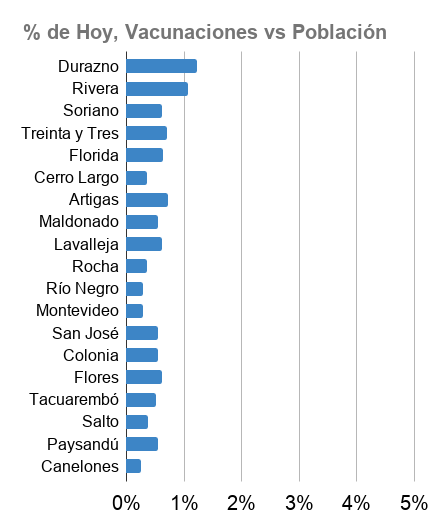 % de Hoy, Vacunaciones vs Población
Durazno
Rivera
Soriano
Treinta y Tres
Florida
Cerro Largo
Artigas
Maldonado
Lavalleja
Rocha
Río Negro
Montevideo
San José
Colonia
Flores
Tacuarembó
Salto
Paysandú
Canelones
0% 1% 2% 3% 4% 5%